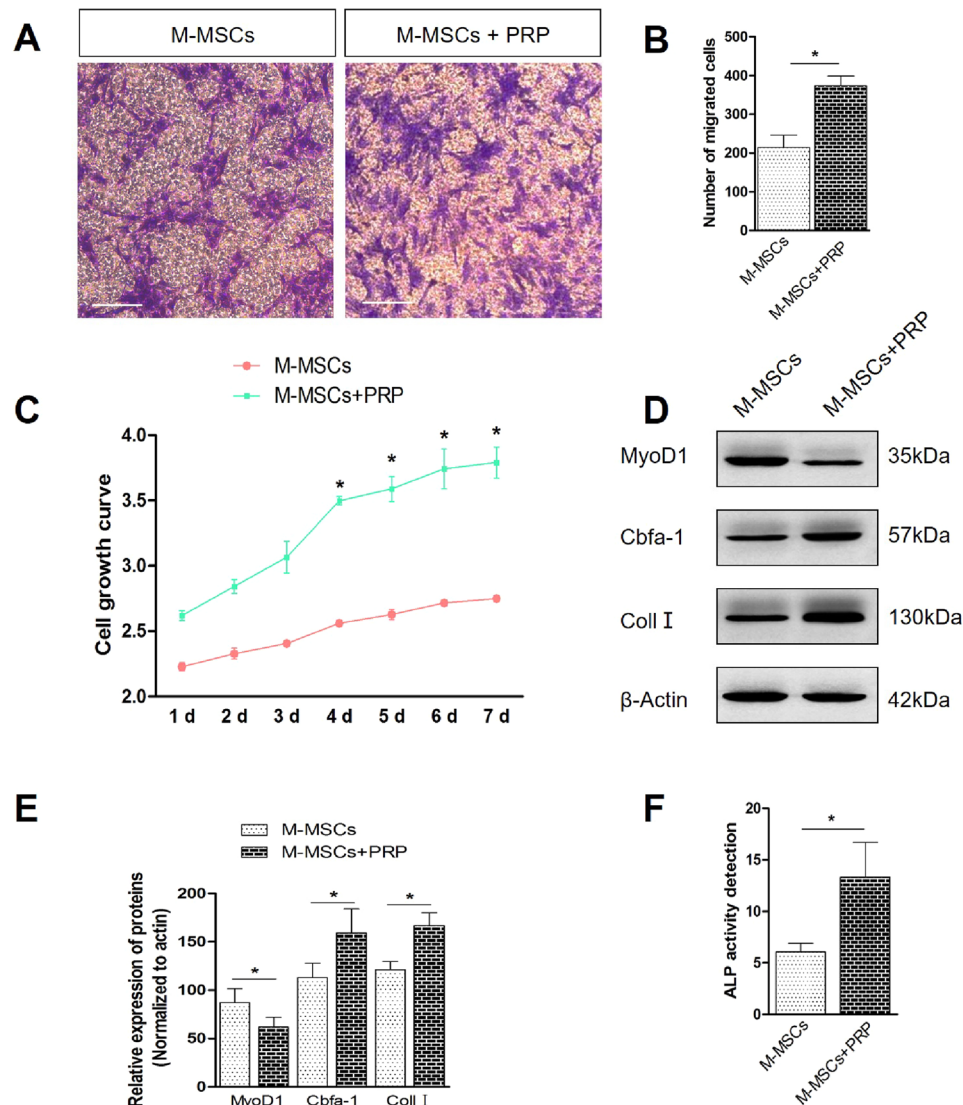 A
M-MSCs
M-MSCs + PRP
B
Number of migrated cells
500
400
300
200
100
0
*
M-MSCs
M-MSCs+PRP
C
M-MSCs
M-MSCs+PRP
Cell growth curve
4.0
3.5
3.0
2.5
2.0
* * * *
1 d 2 d 3 d 4 d 5 d 6 d 7 d
D
M-MSCs
M-MSCs+PRP
MyoD1 35kDa
Cbfa-1 57kDa
Coll Ⅰ 130kDa
β-Actin 42kDa
E
M-MSCs
M-MSCs+PRP
Relative expression of proteins
(Normalized to actin)
200
150
100
50
0
* * *
MyoD1 Cbfa-1 Coll Ⅰ
F
ALP activity detection
20
15
10
5
0
*
M-MSCs
M-MSCs+PRP